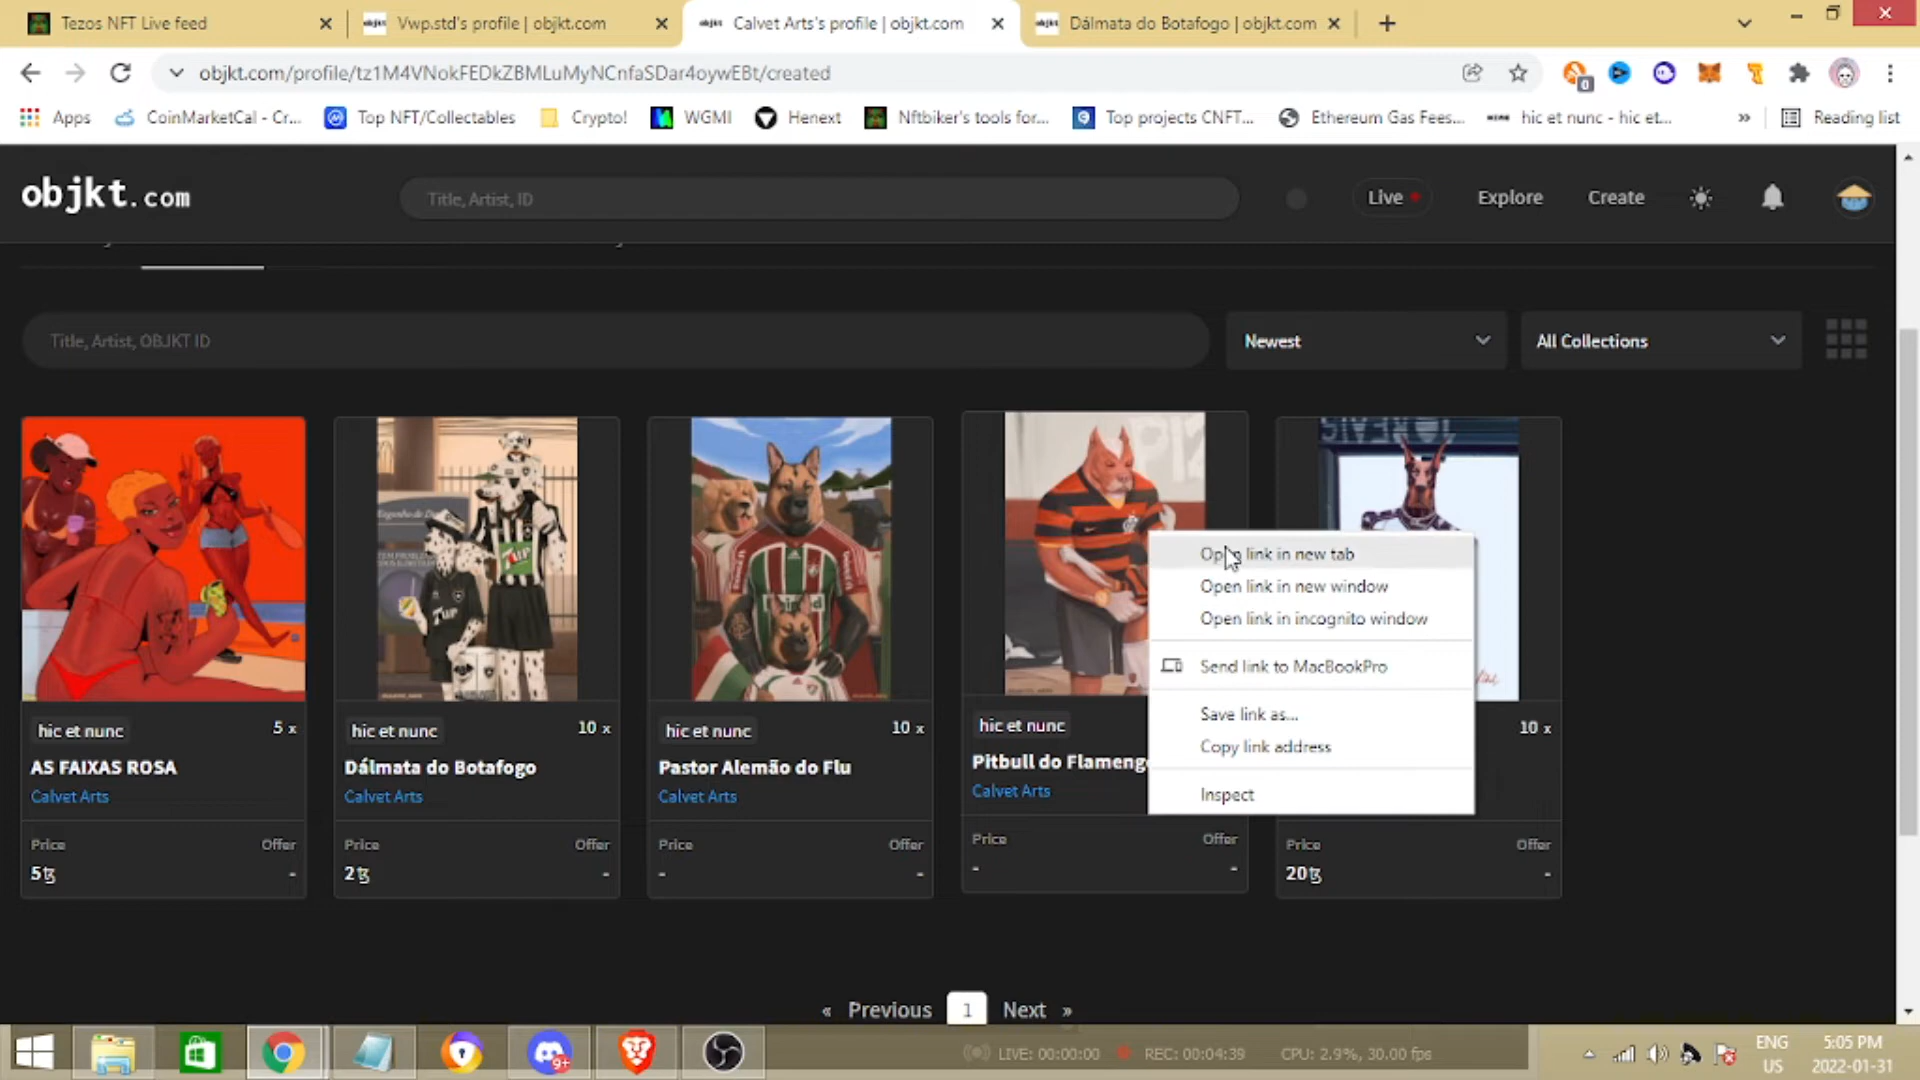 Tezos NFT Live feed
Vwp.std's profile | objkt.com
Calvet Arts's profile | objkt.com
Dálmata do Botafogo | objkt.com
objkt.com/profile/tz1M4VNokFEDkZBMLuMyNCnfaSDar4oywEBt/created
0
Apps
CoinMarketCal - Cr...
Top NFT/Collectables
Crypto!
WGMI
Henext
Nftbiker's tools for...
Top projects CNFT...
Ethereum Gas Fees...
hic et nunc - hic et...
»
Reading list
objkt.com
Title, Artist, ID
Live
Explore
Create
Title, Artist, OBJKT ID
Newest
All Collections
7UP
7UP
Open link in new tab
Open link in new window
Open link in incognito window
Send link to MacBookPro
Save link as...
Copy link address
Inspect
hic et nunc 5 x
AS FAIXAS ROSA
Calvet Arts
Price Offer
5ꜩ -
hic et nunc 10 x
Dálmata do Botafogo
Calvet Arts
Price Offer
2ꜩ -
hic et nunc 10 x
Pastor Alemão do Flu
Calvet Arts
Price Offer
- -
hic et nunc
Pitbull do Flameng
Calvet Arts
Price Offer
- -
10 x
Price Offer
20ꜩ -
« Previous 1 Next »
9+
LIVE: 00:00:00
REC: 00:04:39
CPU: 2.9%, 30.00 fps
ENG
US
5:05 PM
2022-01-31